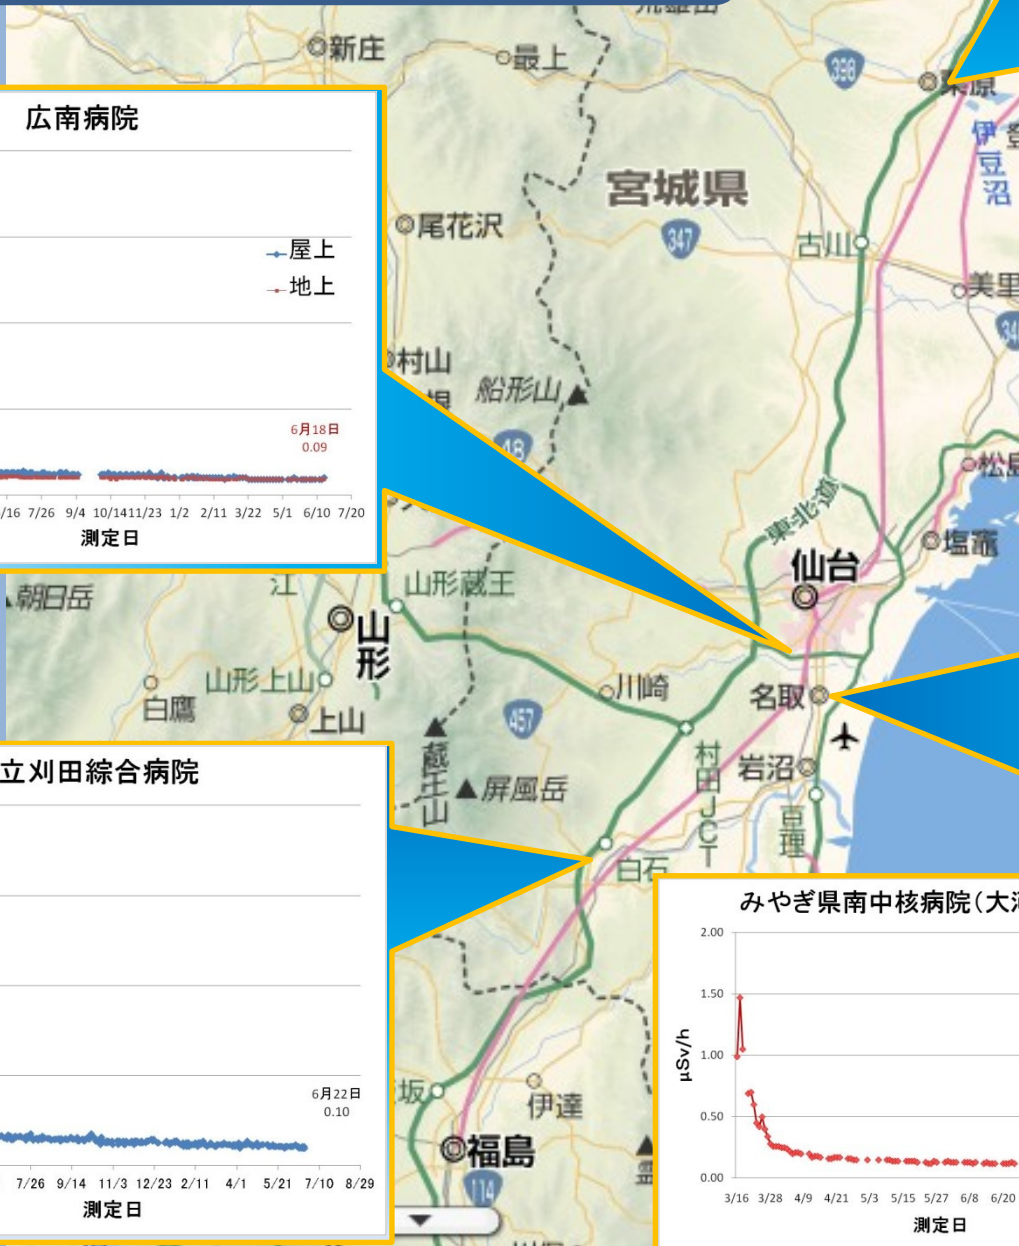 新庄
最上
398
栗原
伊豆沼
宮城県
尾花沢
347
古川
美里
広南病院
屋上
地上
6月18日
0.09
7/26 9/4 10/14 11/23 1/2 2/11 3/22 5/1 6/10 7/20
測定日
村山
船形山
48
東北道
松島
塩竈
仙台
朝日岳
山形蔵王
山形
山形上山
白鷹
上山
川崎
名取
457
蔵王山
屏風岳
村田JCT
岩沼
亘理
白石
立刈田綜合病院
6月22日
0.10
7/26 9/14 11/3 12/23 2/11 4/1 5/21 7/10 8/29
測定日
みやぎ県南中核病院(大河
2.00
1.50
1.00
0.50
0.00
μSv/h
3/16 3/28 4/9 4/21 5/3 5/15 5/27 6/8 6/20
測定日
坂
伊達
福島
114